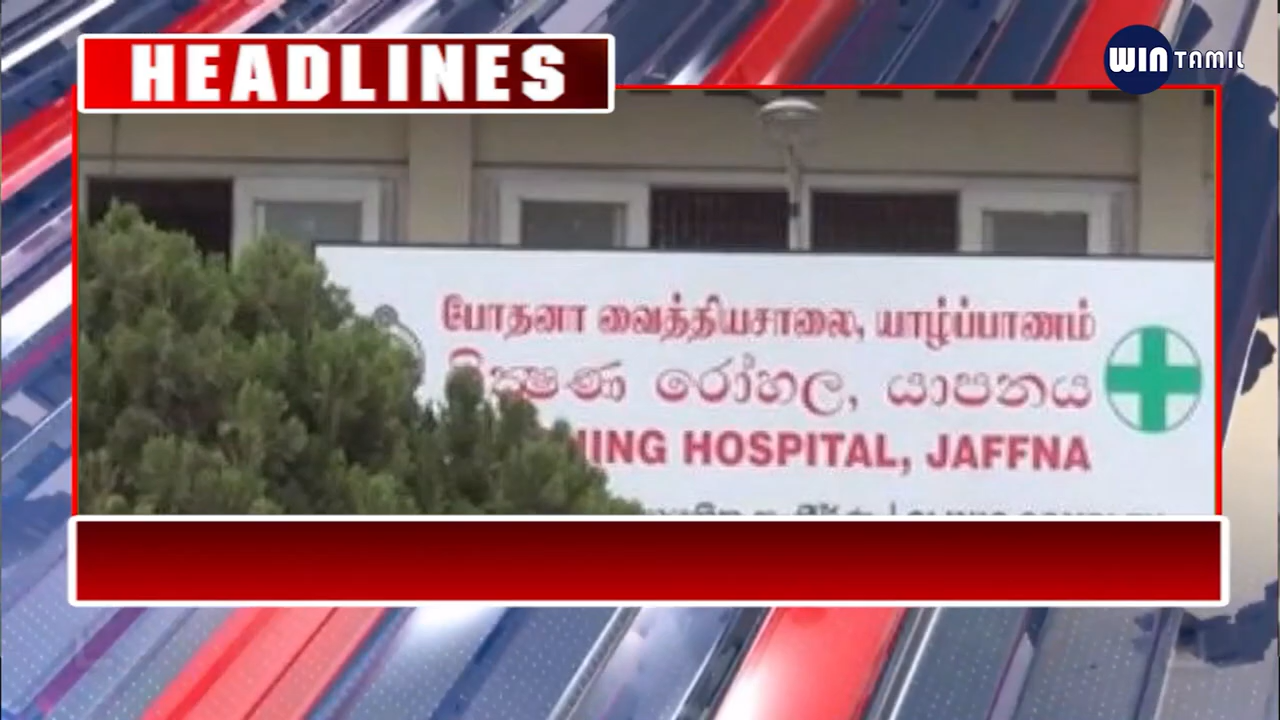 HEADLINES
WIN TAMIL
போதனா வைத்தியசாலை, யாழ்ப்பாணம்
රෝහල, යාපනය
HOSPITAL, JAFFNA